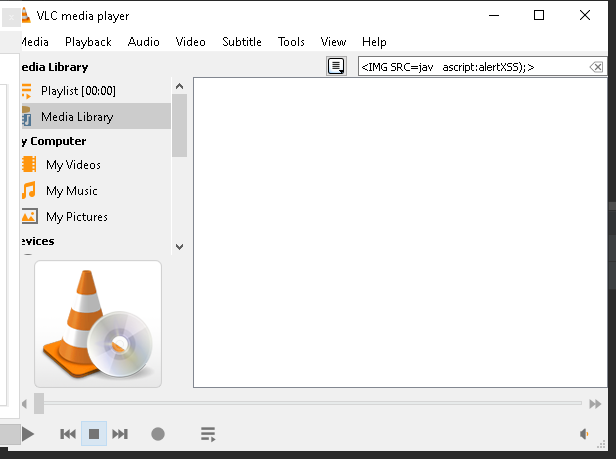 VLC media player
Media Playback Audio Video Subtitle Tools View Help
edia Library
<IMG SRC=jav   ascript:alertXSS);>
Playlist [00:00]
Media Library
y Computer
My Videos
My Music
My Pictures
evices